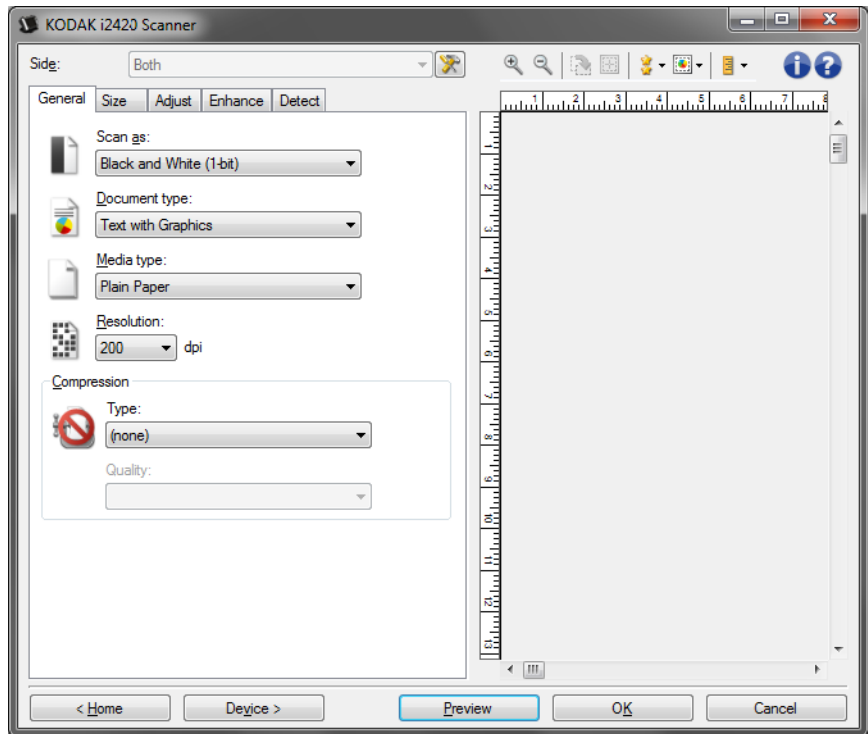 KODAK i2420 Scanner
Side: Both
General Size Adjust Enhance Detect
Scan as:
Black and White (1-bit)
Document type:
Text with Graphics
Media type:
Plain Paper
Resolution:
200 dpi
Compression
Type:
(none)
Quality:
1 2 3 4 5 6 7 8
1
2
3
4
5
6
7
8
9
10
11
12
13
< Home Device > Preview OK Cancel